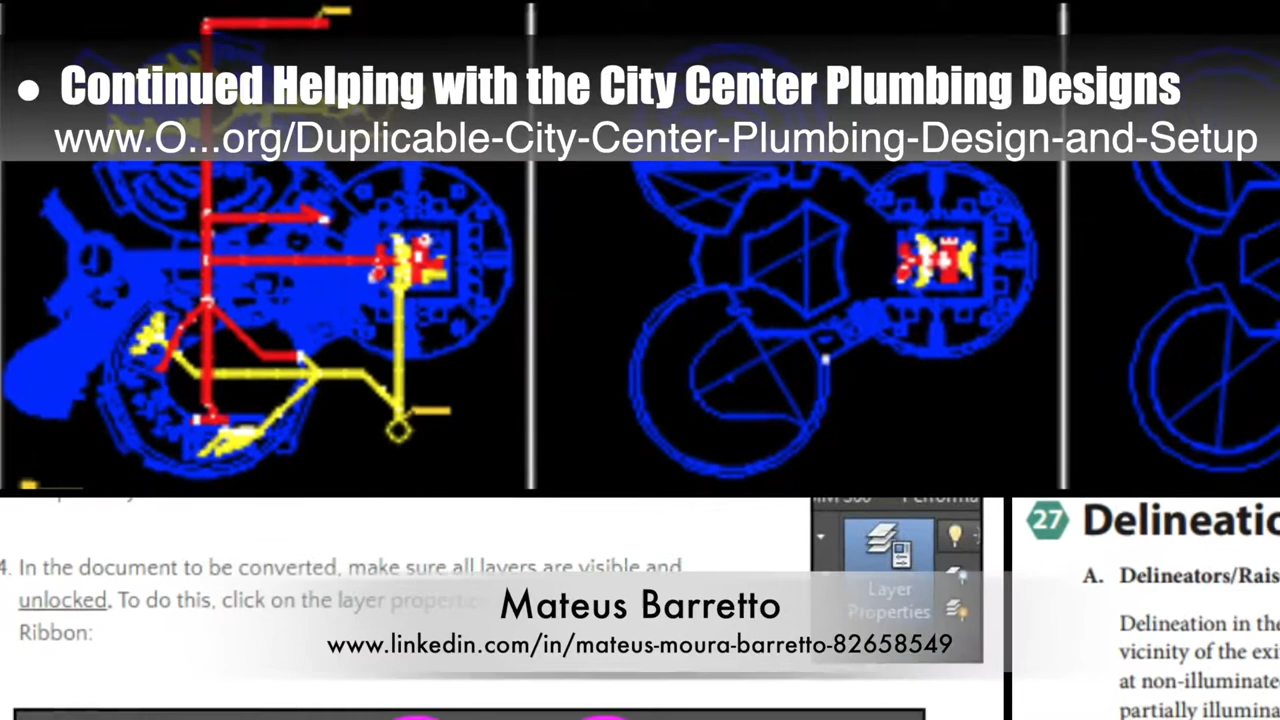 • Continued Helping with the City Center Plumbing Designs
www.O...org/Duplicable-City-Center-Plumbing-Design-and-Setup
4. In the document to be converted, make sure all layers are visible and
unlocked. To do this, click on the layer
Ribbon:
Layer
Properties
Mateus Barretto
www.linkedin.com/in/mateus-moura-barretto-82658549
27 Delineatio
A. Delineators/Rais
Delineation in the
vicinity of the exi
at non-illuminate
partially illumina